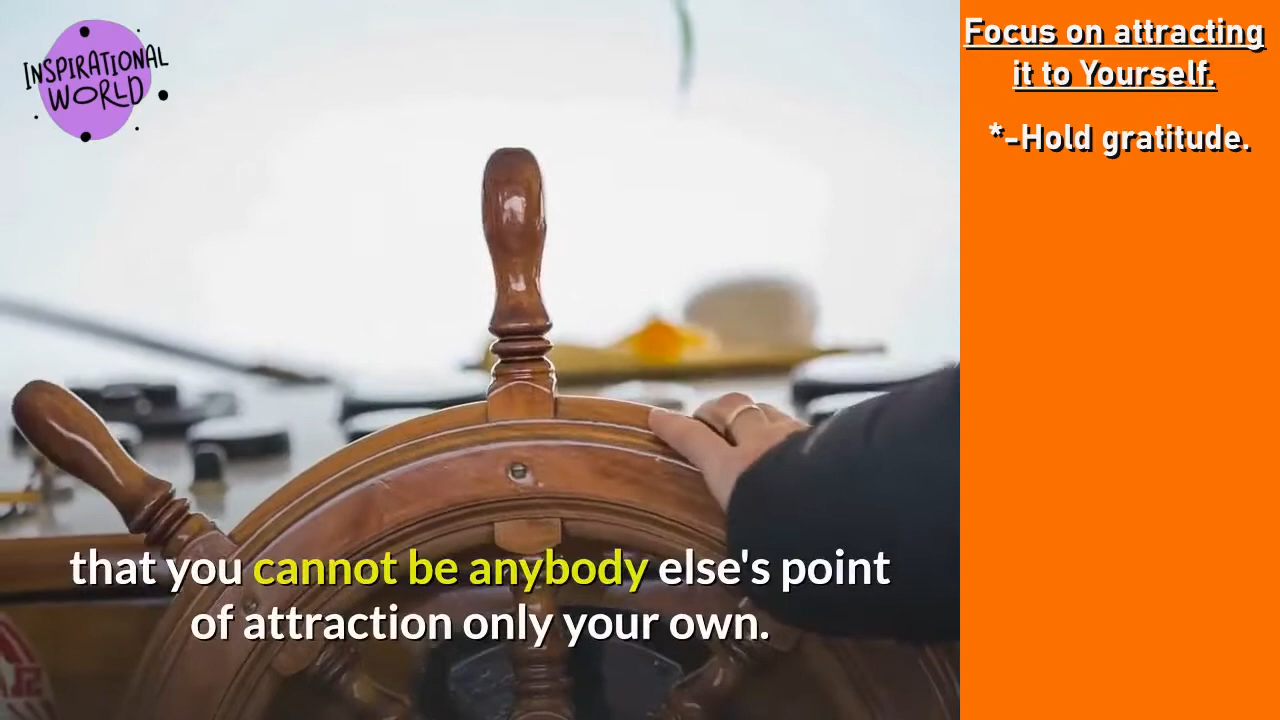 INSPIRATIONAL
WORLD
Focus on attracting
it to Yourself.
*-Hold gratitude.
that you cannot be anybody else's point
of attraction only your own.